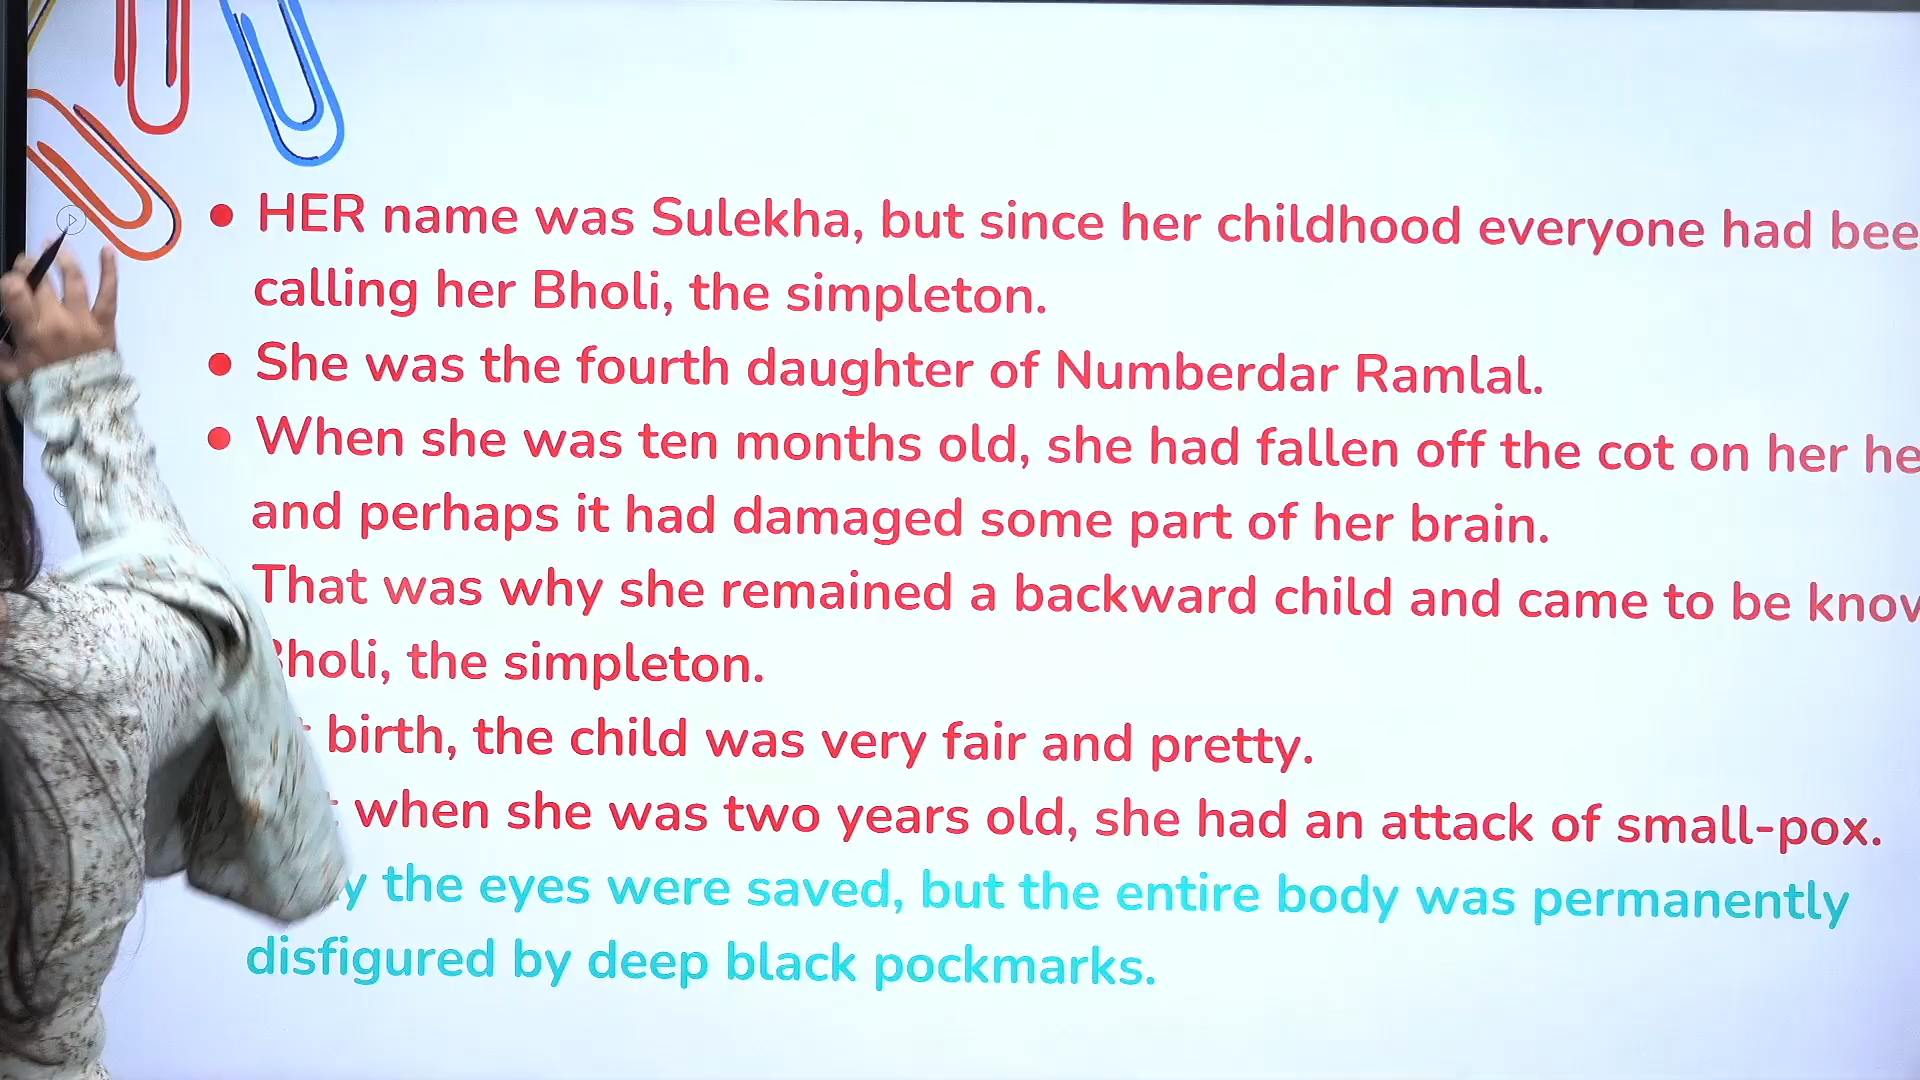 • HER name was Sulekha, but since her childhood everyone had bee
calling her Bholi, the simpleton.
• She was the fourth daughter of Numberdar Ramlal.
• When she was ten months old, she had fallen off the cot on her he
and perhaps it had damaged some part of her brain.
That was why she remained a backward child and came to be know
Bholi, the simpleton.
birth, the child was very fair and pretty.
when she was two years old, she had an attack of small-pox.
y the eyes were saved, but the entire body was permanently
disfigured by deep black pockmarks.